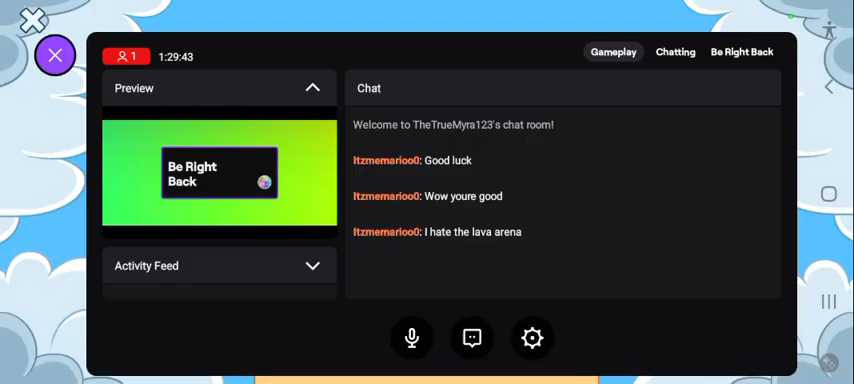 1
1:29:43
Gameplay
Chatting
Be Right Back
Preview
Be Right
Back
Activity Feed
Chat
Welcome to TheTrueMyra123's chat room!
Itzmemarioo0: Good luck
Itzmemarioo0: Wow youre good
Itzmemarioo0: I hate the lava arena